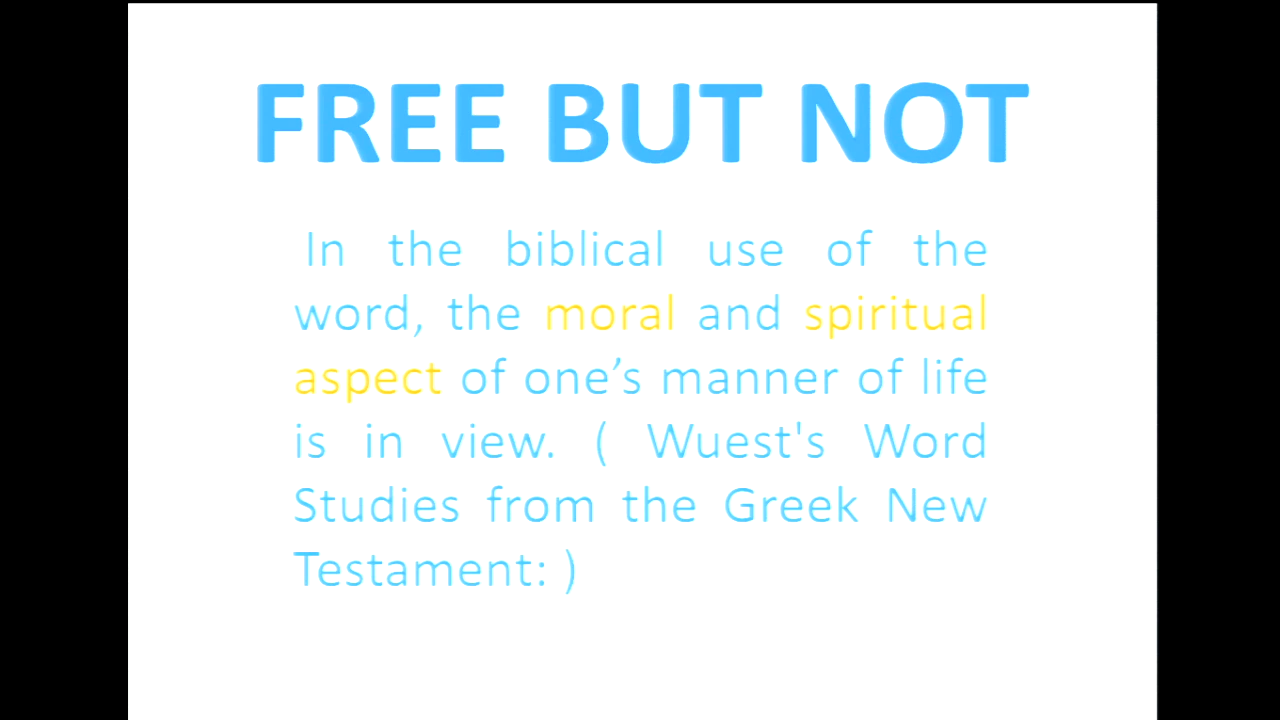 FREE BUT NOT
In the biblical use of the
word, the moral and spiritual
aspect of one’s manner of life
is in view. ( Wuest's Word
Studies from the Greek New
Testament: )